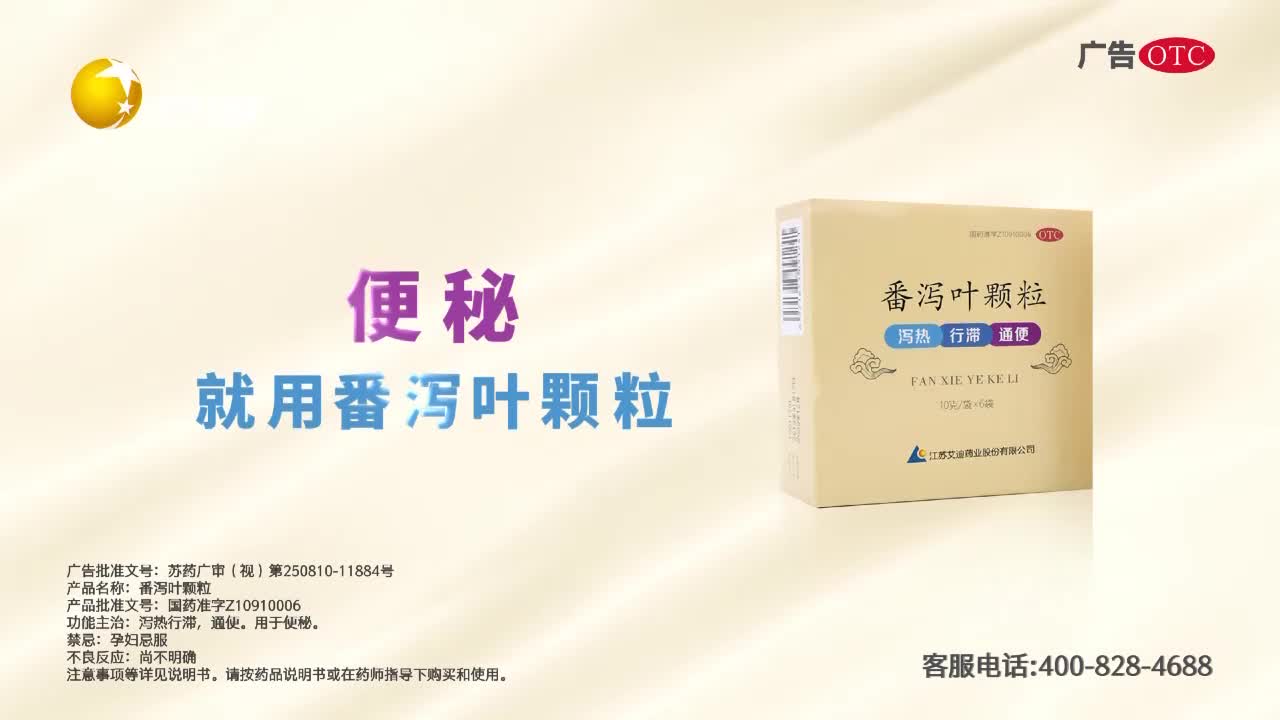 广告 OTC
国药准字Z10910006 OTC
番泻叶颗粒
泻热 行滞 通便
FAN XIE YE KE LI
10克/袋×6袋
江苏艾迪药业股份有限公司
便秘
就用番泻叶颗粒
广告批准文号：苏药广审（视）第250810-11884号
产品名称：番泻叶颗粒
产品批准文号：国药准字Z10910006
功能主治：泻热行滞，通便。用于便秘。
禁忌：孕妇忌服
不良反应：尚不明确
注意事项等详见说明书。请按药品说明书或在药师指导下购买和使用。
客服电话:400-828-4688